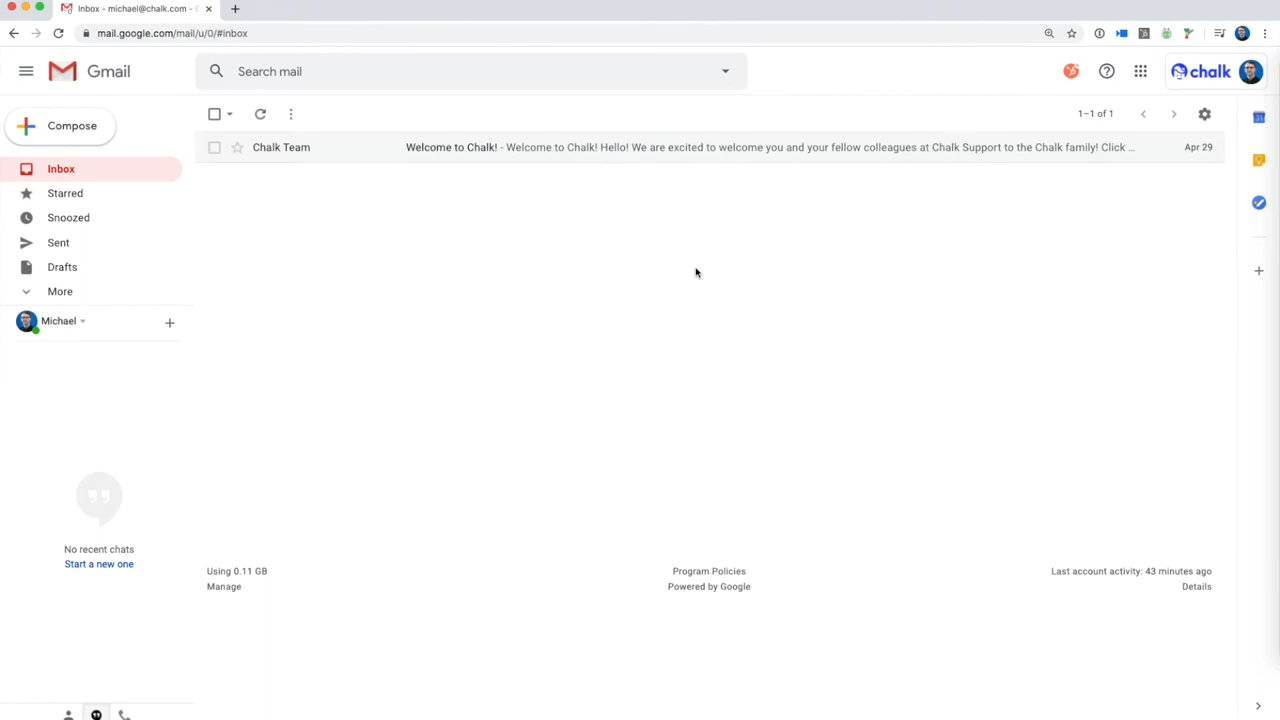 Inbox - michael@chalk.com -
mail.google.com/mail/u/0/#inbox
Gmail
Search mail
chalk
Compose
1–1 of 1
Chalk Team Welcome to Chalk! - Welcome to Chalk! Hello! We are excited to welcome you and your fellow colleagues at Chalk Support to the Chalk family! Click ... Apr 29
Inbox
Starred
Snoozed
Sent
Drafts
More
Michael
No recent chats
Start a new one
Using 0.11 GB
Manage
Program Policies
Powered by Google
Last account activity: 43 minutes ago
Details